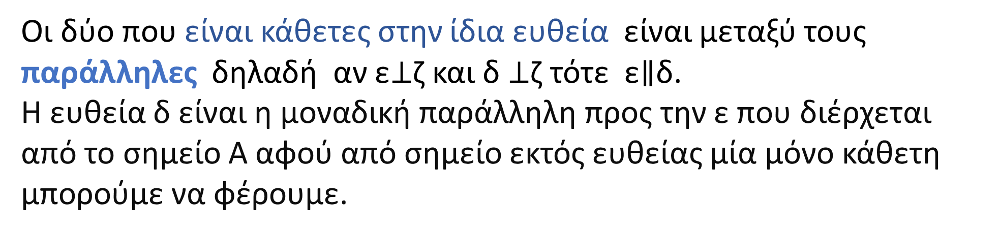 Οι δύο που είναι κάθετες στην ίδια ευθεία είναι μεταξύ τους
παράλληλες δηλαδή αν ε⊥ζ και δ ⊥ζ τότε ε∥δ.
Η ευθεία δ είναι η μοναδική παράλληλη προς την ε που διέρχεται
από το σημείο Α αφού από σημείο εκτός ευθείας μία μόνο κάθετη
μπορούμε να φέρουμε.